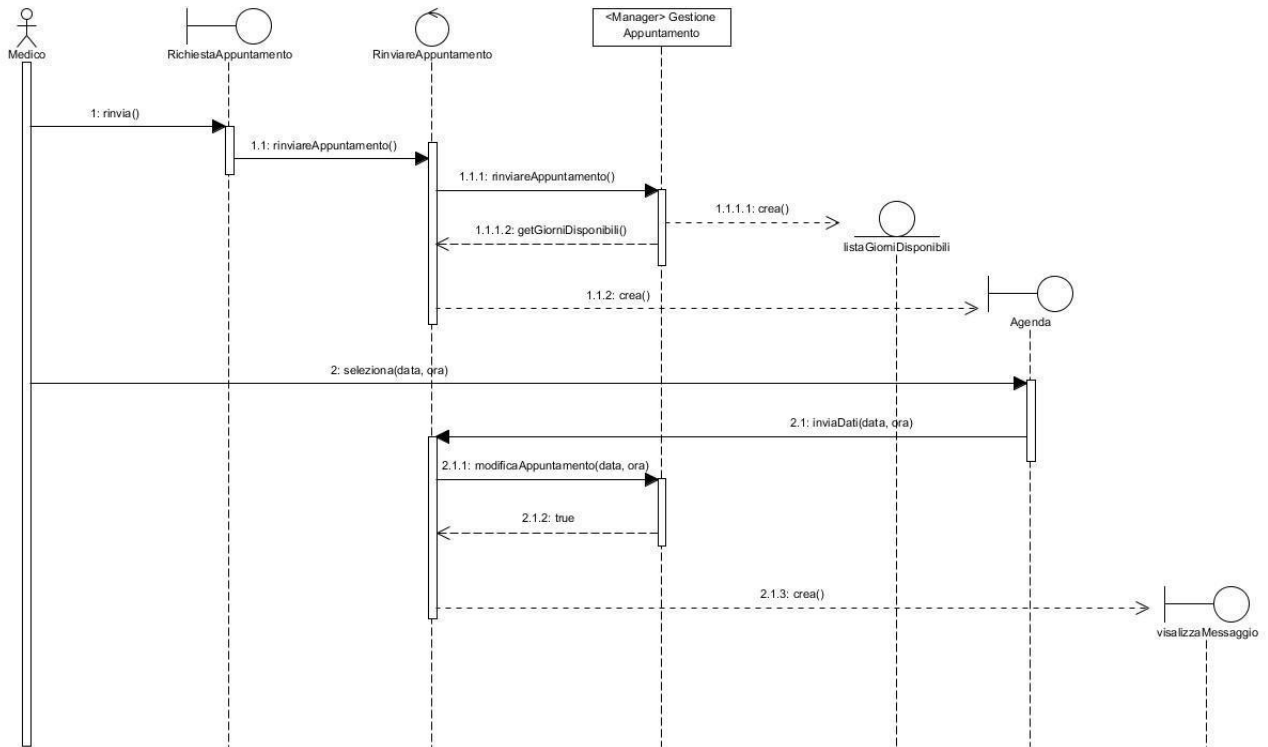 <Manager> Gestione
Appuntamento
Medico
RichiestaAppuntamento
RinviareAppuntamento
1: rinvia()
1.1: rinviareAppuntamento()
1.1.1: rinviareAppuntamento()
1.1.1.1: crea()
1.1.1.2: getGiorniDisponibili()
listaGiorniDisponibili
1.1.2: crea()
Agenda
2: seleziona(data, ora)
2.1: inviaDati(data, ora)
2.1.1: modificaAppuntamento(data, ora)
2.1.2: true
2.1.3: crea()
visalizzaMessaggio